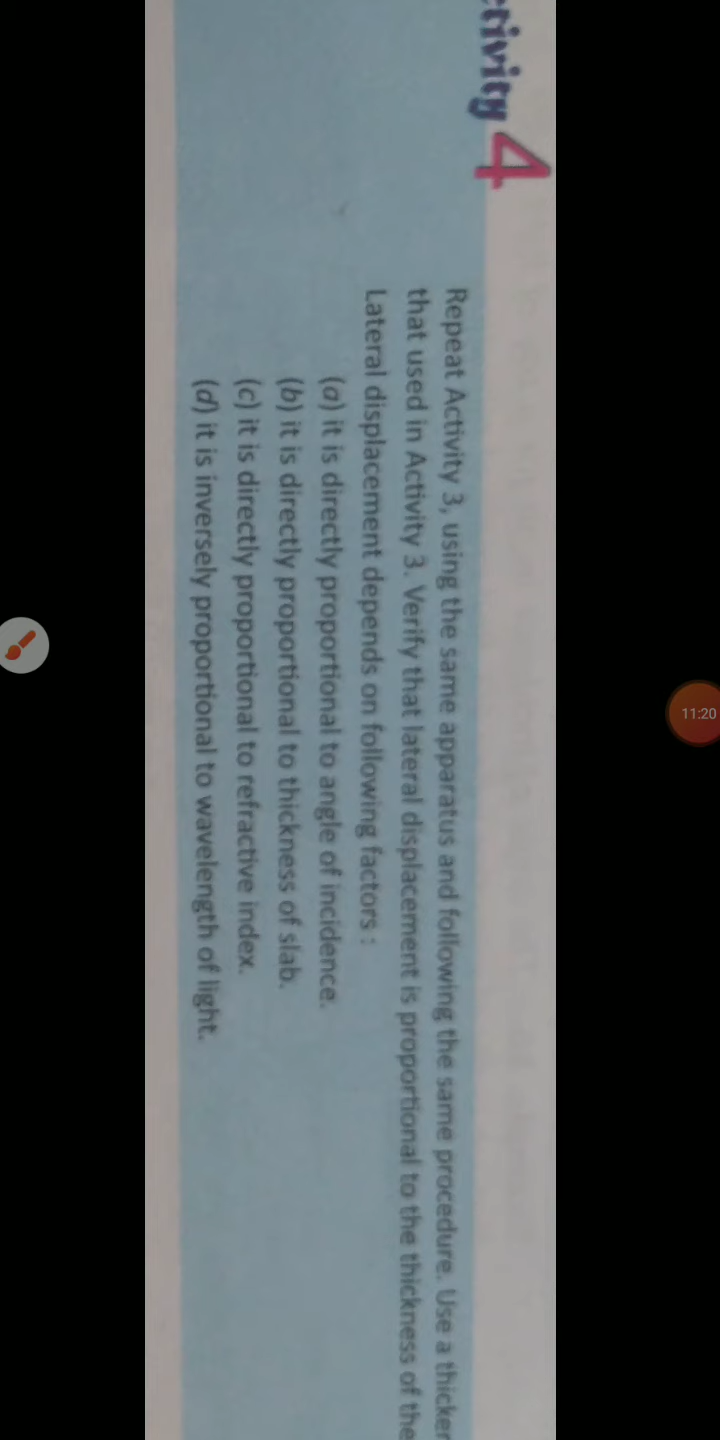 ctivity 4
Repeat Activity 3, using the same apparatus and following the same procedure. Use a thicker
that used in Activity 3. Verify that lateral displacement is proportional to the thickness of the
Lateral displacement depends on following factors :
(a) it is directly proportional to angle of incidence.
(b) it is directly proportional to thickness of slab.
(c) it is directly proportional to refractive index.
(d) it is inversely proportional to wavelength of light.
11:20